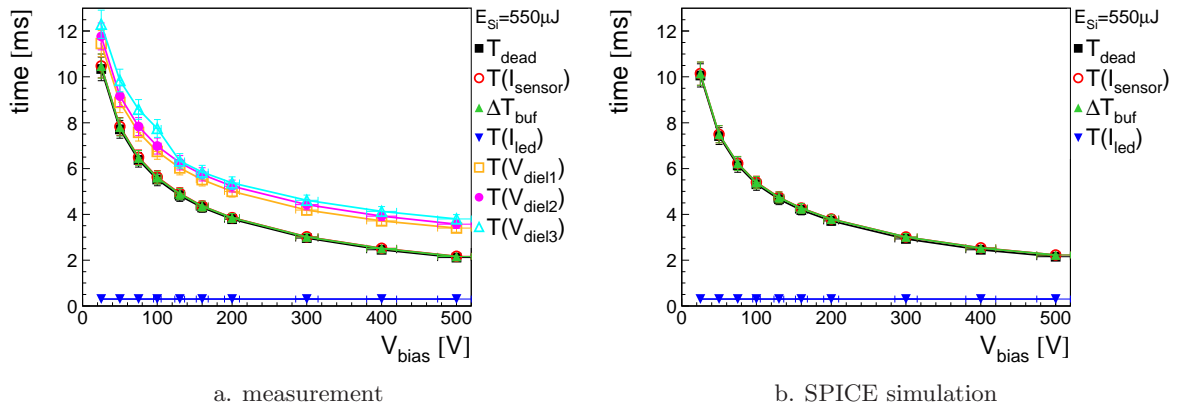 time [ms]
12
10
8
6
4
2
0
0 100 200 300 400 500
V_bias [V]
E_Si=550μJ
T_dead
T(I_sensor)
ΔT_buf
T(I_led)
T(V_diel1)
T(V_diel2)
T(V_diel3)
a. measurement
time [ms]
12
10
8
6
4
2
0
0 100 200 300 400 500
V_bias [V]
E_Si=550μJ
T_dead
T(I_sensor)
ΔT_buf
T(I_led)
b. SPICE simulation